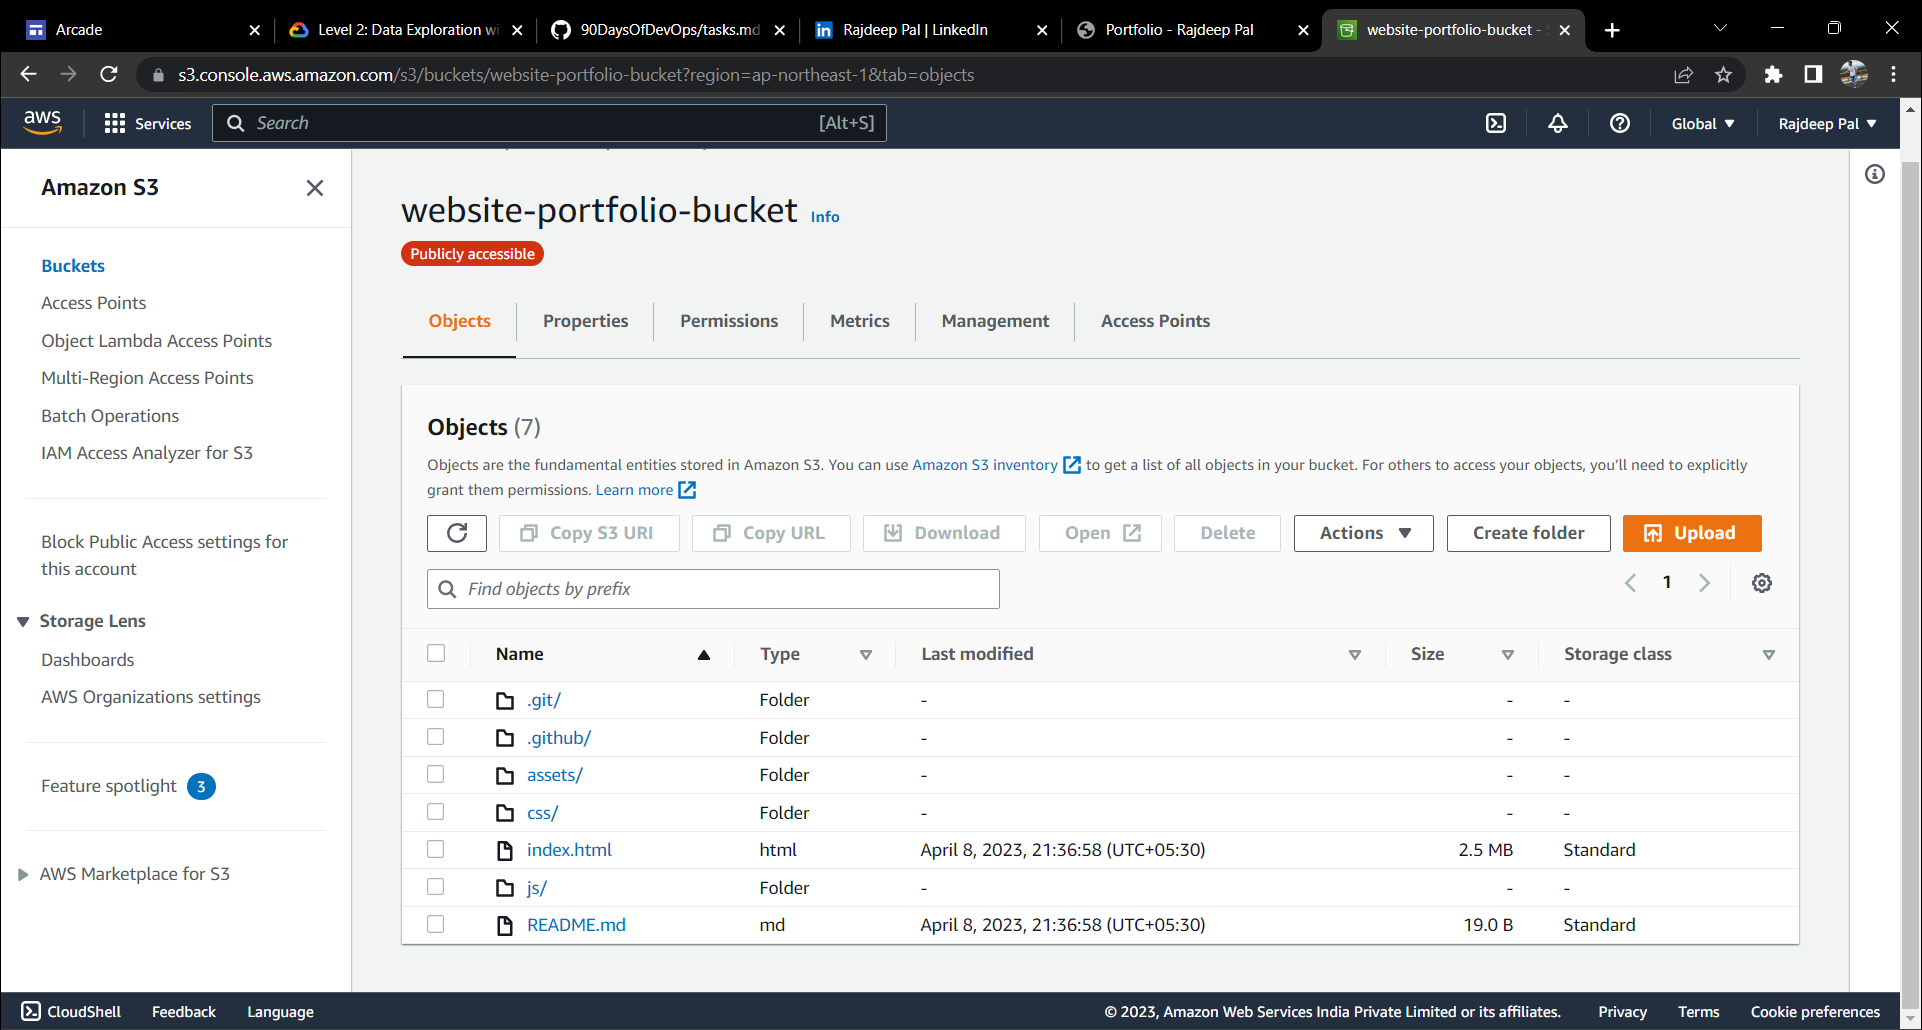 Arcade
Level 2: Data Exploration wi
90DaysOfDevOps/tasks.md
Rajdeep Pal | LinkedIn
Portfolio - Rajdeep Pal
website-portfolio-bucket -
s3.console.aws.amazon.com/s3/buckets/website-portfolio-bucket?region=ap-northeast-1&tab=objects
aws
Services
Search
[Alt+S]
Global
Rajdeep Pal
Amazon S3
Buckets
Access Points
Object Lambda Access Points
Multi-Region Access Points
Batch Operations
IAM Access Analyzer for S3
Block Public Access settings for
this account
Storage Lens
Dashboards
AWS Organizations settings
Feature spotlight 3
AWS Marketplace for S3
website-portfolio-bucket Info
Publicly accessible
Objects Properties Permissions Metrics Management Access Points
Objects (7)
Objects are the fundamental entities stored in Amazon S3. You can use Amazon S3 inventory to get a list of all objects in your bucket. For others to access your objects, you’ll need to explicitly
grant them permissions. Learn more
Copy S3 URI Copy URL Download Open Delete Actions Create folder Upload
Find objects by prefix
1
Name Type Last modified Size Storage class
.git/ Folder - - -
.github/ Folder - - -
assets/ Folder - - -
css/ Folder - - -
index.html html April 8, 2023, 21:36:58 (UTC+05:30) 2.5 MB Standard
js/ Folder - - -
README.md md April 8, 2023, 21:36:58 (UTC+05:30) 19.0 B Standard
CloudShell Feedback Language © 2023, Amazon Web Services India Private Limited or its affiliates. Privacy Terms Cookie preferences